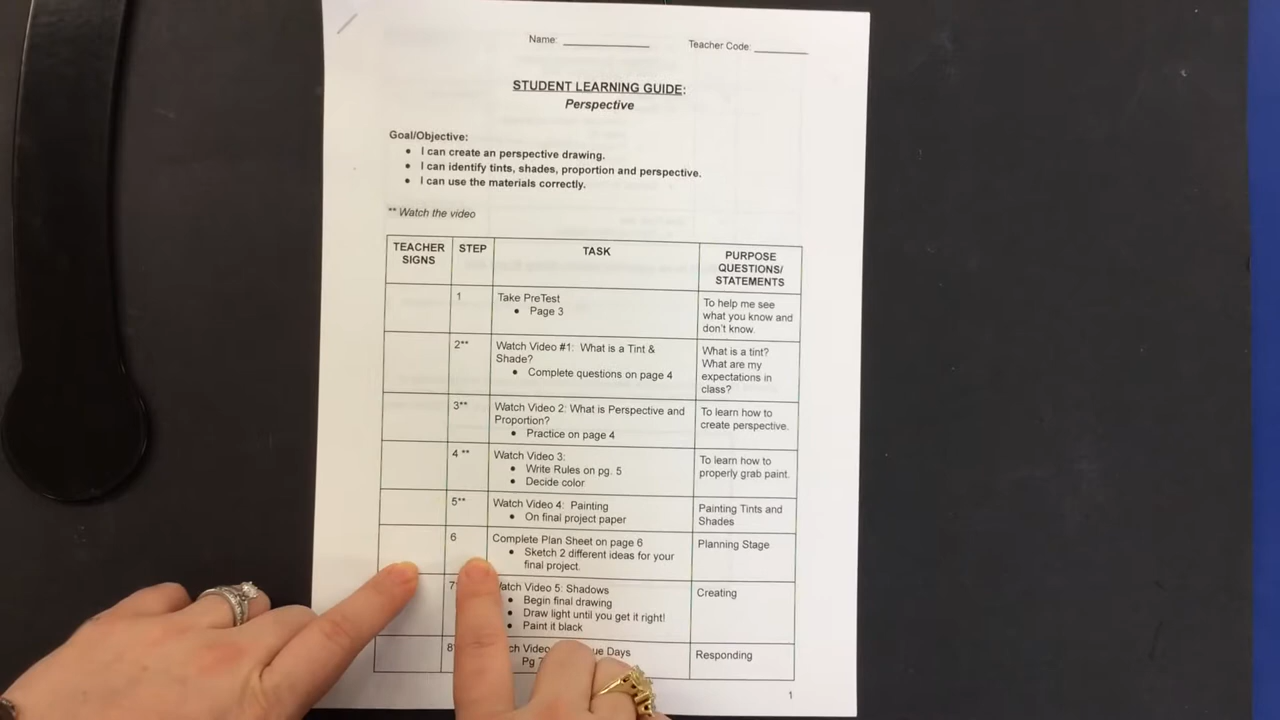 Name: ____________ Teacher Code: ________
STUDENT LEARNING GUIDE:
Perspective
Goal/Objective:
• I can create an perspective drawing.
• I can identify tints, shades, proportion and perspective.
• I can use the materials correctly.
** Watch the video
TEACHER SIGNS STEP TASK PURPOSE QUESTIONS/ STATEMENTS
1 Take PreTest
• Page 3
To help me see
what you know and
don't know.
2** Watch Video #1: What is a Tint &
Shade?
• Complete questions on page 4
What is a tint?
What are my
expectations in
class?
3** Watch Video 2: What is Perspective and
Proportion?
• Practice on page 4
To learn how to
create perspective.
4 ** Watch Video 3:
• Write Rules on pg. 5
• Decide color
To learn how to
properly grab paint.
5** Watch Video 4: Painting
• On final project paper
Painting Tints and
Shades
6 Complete Plan Sheet on page 6
• Sketch 2 different ideas for your
final project.
Planning Stage
7 Watch Video 5: Shadows
• Begin final drawing
• Draw light until you get it right!
• Paint it black
Creating
8 Video Days
Pg
Responding
1